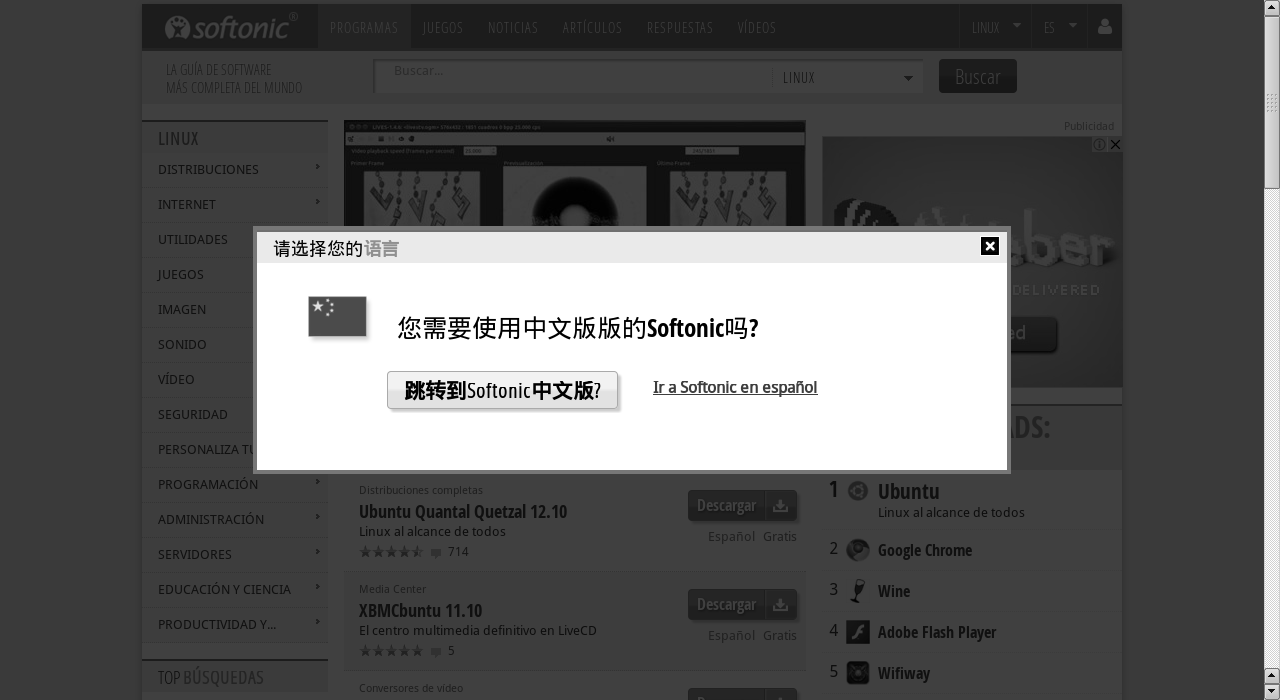 softonic
PROGRAMAS
JUEGOS
NOTICIAS
ARTÍCULOS
RESPUESTAS
VÍDEOS
LINUX
ES
LA GUÍA DE SOFTWARE
MÁS COMPLETA DEL MUNDO
Buscar...
LINUX
Buscar
LINUX
DISTRIBUCIONES
INTERNET
UTILIDADES
JUEGOS
IMAGEN
SONIDO
VÍDEO
SEGURIDAD
PERSONALIZA TU
PROGRAMACIÓN
ADMINISTRACIÓN
SERVIDORES
EDUCACIÓN Y CIENCIA
PRODUCTIVIDAD Y...
TOP BÚSQUEDAS
Publicidad
DELIVERED
请选择您的语言
您需要使用中文版版的Softonic吗?
跳转到Softonic中文版?
Ir a Softonic en español
ADS:
Distribuciones completas
Ubuntu Quantal Quetzal 12.10
Linux al alcance de todos
714
Descargar
Español Gratis
Media Center
XBMCbuntu 11.10
El centro multimedia definitivo en LiveCD
5
Descargar
Español Gratis
Conversores de vídeo
1 Ubuntu
Linux al alcance de todos
2 Google Chrome
3 Wine
4 Adobe Flash Player
5 Wifiway